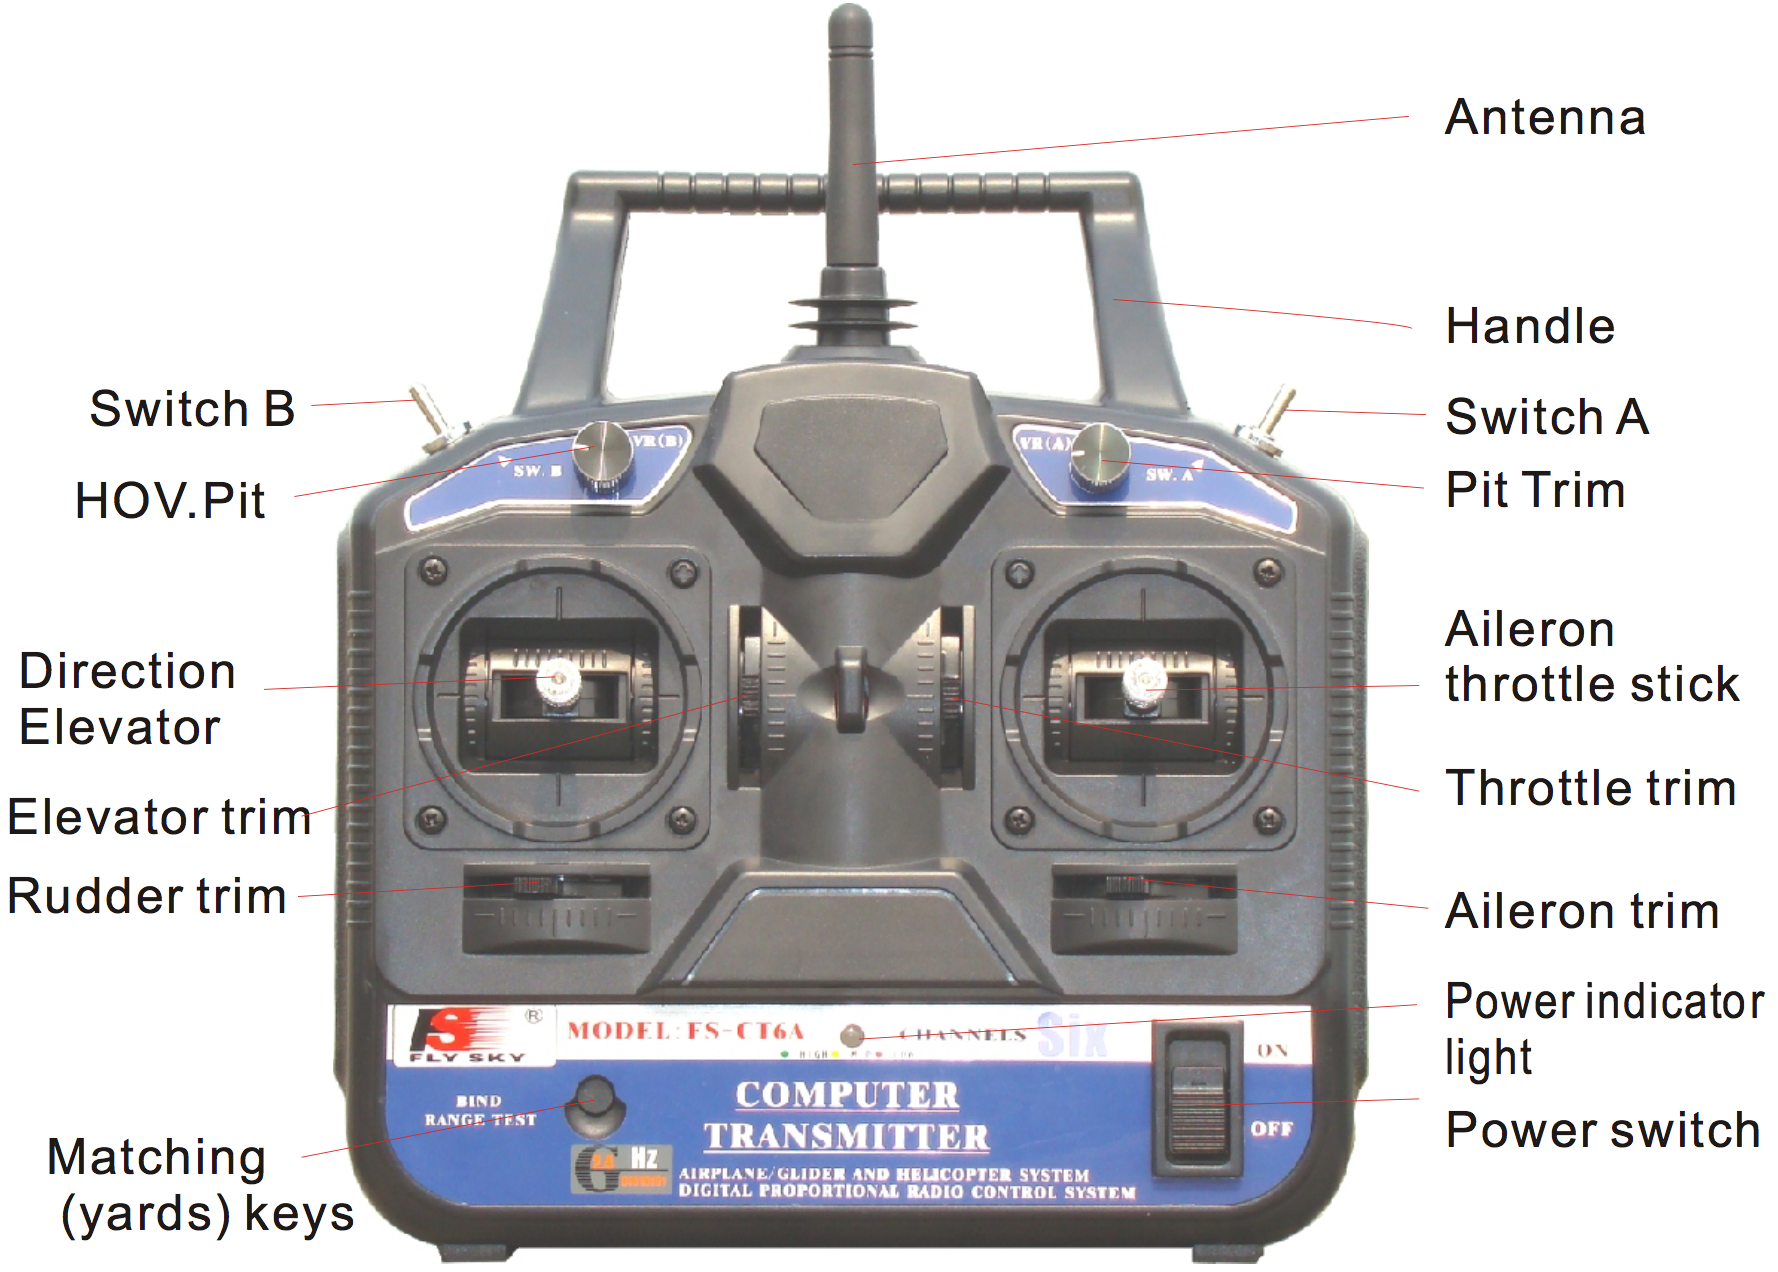 Antenna
Handle
Switch B
Switch A
VR(B)
VR(A)
SW. B
SW. A
HOV.Pit
Pit Trim
Direction
Elevator
Aileron
throttle stick
Elevator trim
Throttle trim
Rudder trim
Aileron trim
Power indicator
light
FS
®
FLY SKY
MODEL: FS-CT6A
CHANNELS
Six
HIGH
ON
BIND
RANGE TEST
COMPUTER
TRANSMITTER
OFF
Power switch
Matching
(yards) keys
Hz
AIRPLANE/GLIDER AND HELICOPTER SYSTEM
DIGITAL PROPORTIONAL RADIO CONTROL SYSTEM